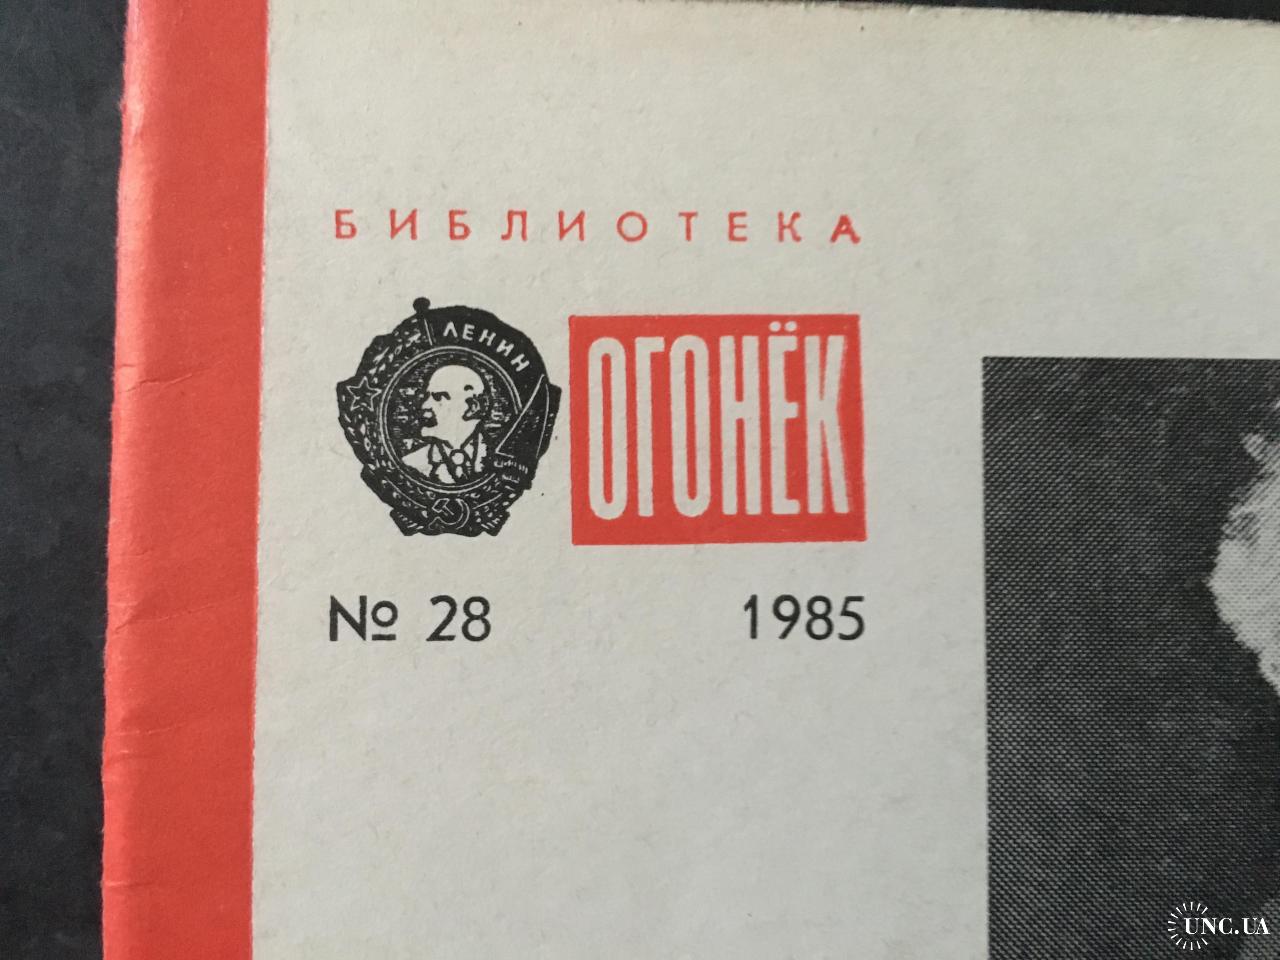 БИБЛИОТЕКА
ЛЕНИН
ОГОНЁК
№ 28 1985
UNC.UA